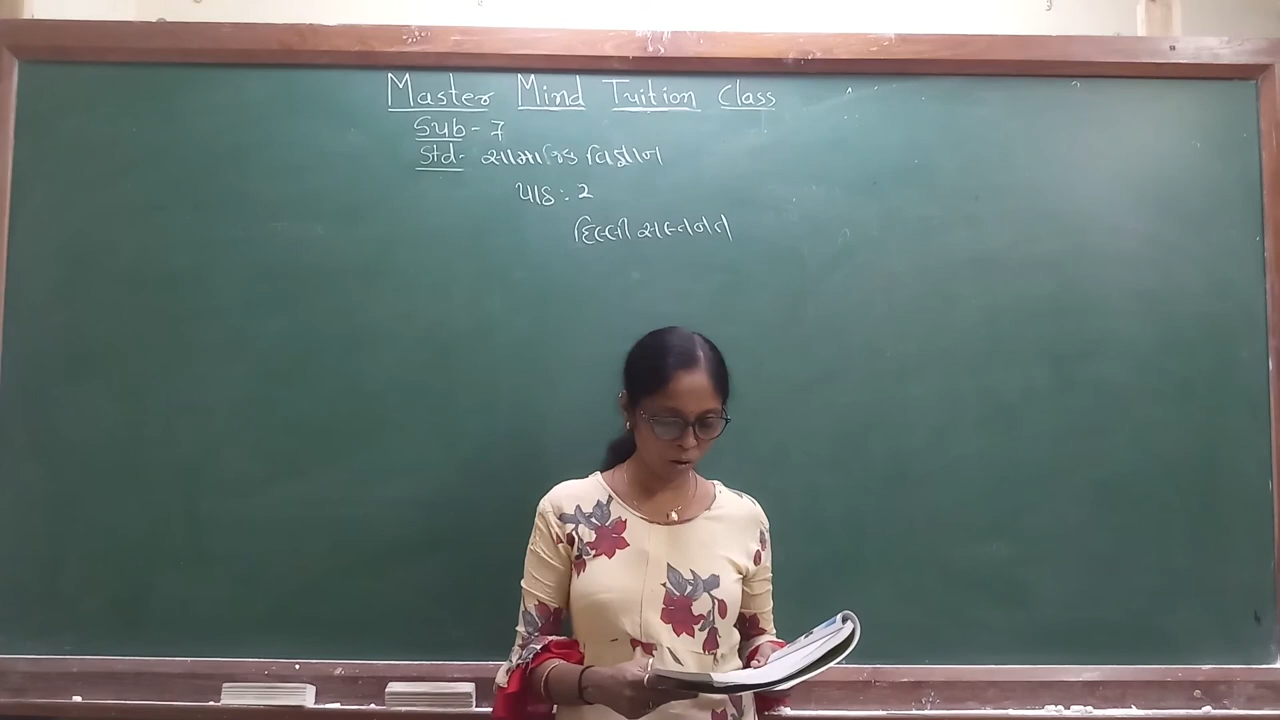 Master Mind Tuition Class
Sub - 7
Std - સામાજિક વિજ્ઞાન
પાઠ : 2
દિલ્લી સલ્તનત